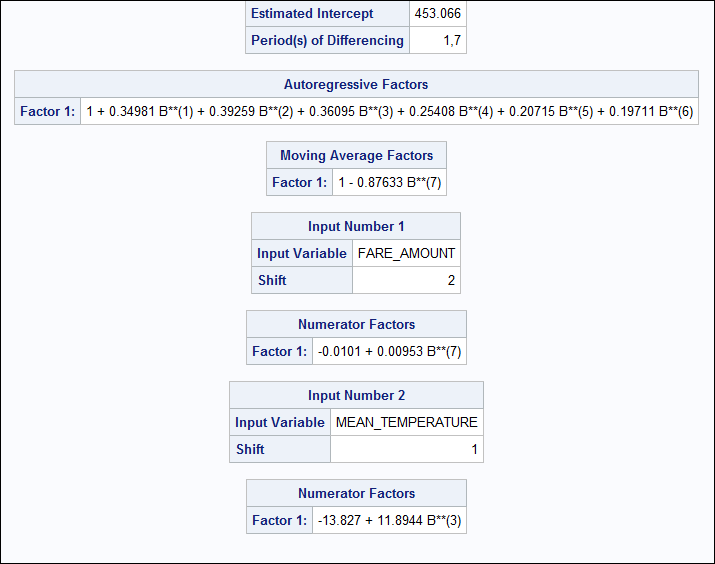 Estimated Intercept 453.066
Period(s) of Differencing 1,7
Autoregressive Factors
Factor 1: 1 + 0.34981 B**(1) + 0.39259 B**(2) + 0.36095 B**(3) + 0.25408 B**(4) + 0.20715 B**(5) + 0.19711 B**(6)
Moving Average Factors
Factor 1: 1 - 0.87633 B**(7)
Input Number 1
Input Variable FARE_AMOUNT
Shift 2
Numerator Factors
Factor 1: -0.0101 + 0.00953 B**(7)
Input Number 2
Input Variable MEAN_TEMPERATURE
Shift 1
Numerator Factors
Factor 1: -13.827 + 11.8944 B**(3)